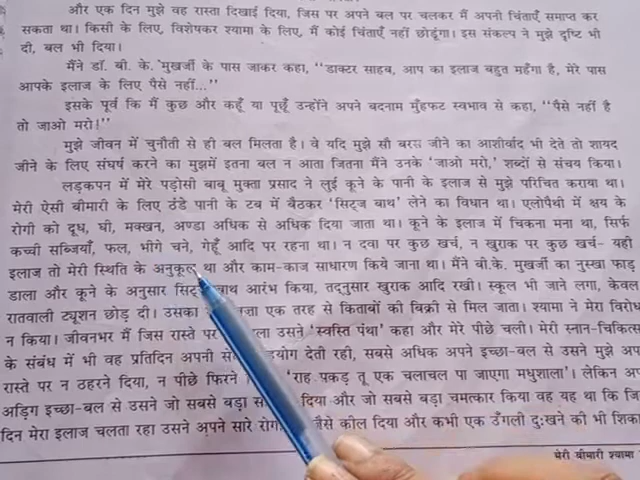 और एक दिन मुझे वह रास्ता दिखाई दिया, जिस पर अपने बल पर चलकर मैं अपनी चिंताएँ समाप्त कर
सकता था। किसी के लिए, विशेषकर श्यामा के लिए, मैं कोई चिंताएँ नहीं छोड़ूंगा। इस संकल्प ने मुझे दृष्टि भी
दी, बल भी दिया।
मैंने डॉ. बी. के. मुखर्जी के पास जाकर कहा, "डाक्टर साहब, आप का इलाज बहुत महँगा है, मेरे पास
आपके इलाज के लिए पैसे नहीं..."
इसके पूर्व कि मैं कुछ और कहूँ या पूछूँ उन्होंने अपने बदनाम मुँहफट स्वभाव से कहा, "पैसे नहीं है
तो जाओ मरो!"
मुझे जीवन में चुनौती से ही बल मिलता है। वे यदि मुझे सौ बरस जीने का आशीर्वाद भी देते तो शायद
जीने के लिए संघर्ष करने का मुझमें इतना बल न आता जितना मैंने उनके 'जाओ मरो,' शब्दों से संचय किया।
लड़कपन में मेरे पड़ोसी बाबू मुक्ता प्रसाद ने लुई कूने के पानी के इलाज से मुझे परिचित कराया था।
मेरी ऐसी बीमारी के लिए ठंडे पानी के टब में बैठकर 'सिट्ज बाथ' लेने का विधान था। एलोपैथी में क्षय के
रोगी को दूध, घी, मक्खन, अण्डा अधिक से अधिक दिया जाता था। कूने के इलाज में चिकना मना था, सिर्फ
कच्ची सब्जियाँ, फल, भीगे चने, गेहूँ आदि पर रहना था। न दवा पर कुछ खर्च, न खुराक पर कुछ खर्च- यही
इलाज तो मेरी स्थिति के अनुकूल था और काम-काज साधारण किये जाना था। मैंने बी.के. मुखर्जी का नुस्खा फाड़
डाला और कूने के अनुसार बाथ आरंभ किया, तदनुसार खुराक आदि रखी। स्कूल भी जाने लगा, केवल
रातवाली ट्यूशन छोड़ दी। उसका एक तरह से किताबों की बिक्री से मिल जाता। श्यामा ने मेरा विरोध
न किया। जीवनभर मैं जिस रास्ते पर उसने 'स्वस्ति पंथा' कहा और मेरे पीछे चली। मेरी स्नान-चिकित्स
के संबंध में भी वह प्रतिदिन अपनी देती रही, सबसे अधिक अपने इच्छा-बल से उसने मुझे अप
रास्ते पर न ठहरने दिया, न पीछे फिरने 'राह पकड़ तू एक चलाचल पा जाएगा मधुशाला'। लेकिन अप
अडिग इच्छा-बल से उसने जो सबसे बड़ा दिया और जो सबसे बड़ा चमत्कार किया वह यह था कि जि
दिन मेरा इलाज चलता रहा उसने अपने सारे जैसे कील दिया और कभी एक उँगली दुःखने की भी शिका
मेरी बीमारी श्यामा